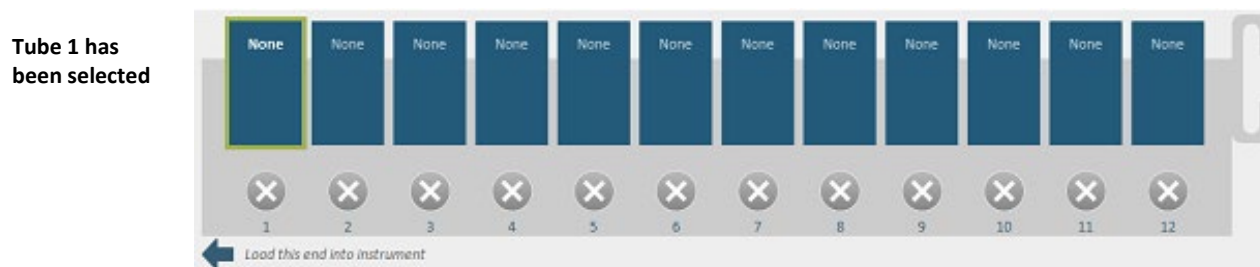 Tube 1 has
been selected
None None None None None None None None None None None None
1 2 3 4 5 6 7 8 9 10 11 12
Load this end into instrument